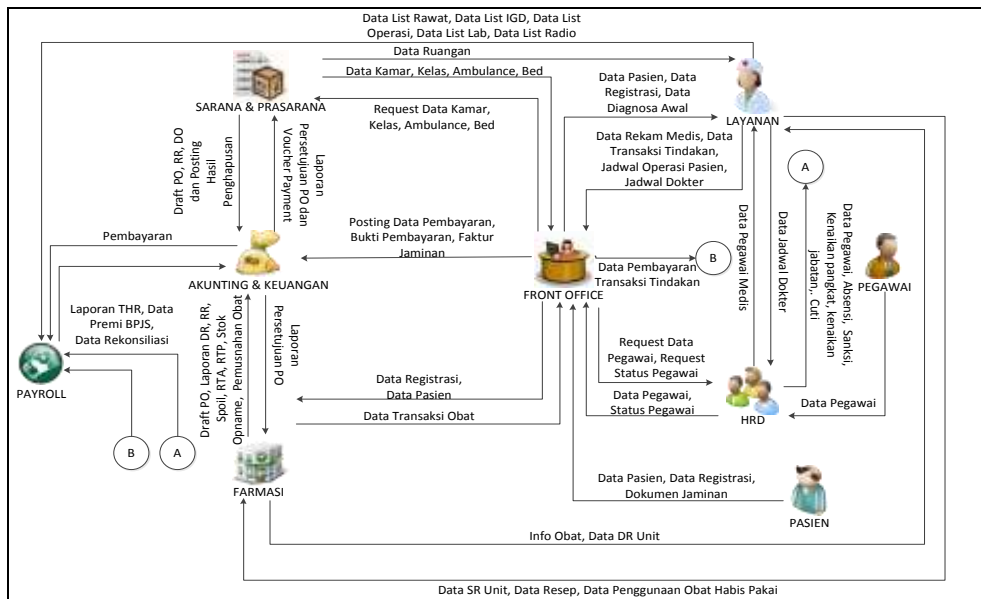 Data List Rawat, Data List IGD, Data List
Operasi, Data List Lab, Data List Radio
Data Ruangan
Data Kamar, Kelas, Ambulance, Bed
Request Data Kamar,
Kelas, Ambulance, Bed
SARANA & PRASARANA
Data Pasien, Data
Registrasi, Data
Diagnosa Awal
LAYANAN
Data Rekam Medis, Data
Transaksi Tindakan,
Jadwal Operasi Pasien,
Jadwal Dokter
A
Draft PO, RR, DO
dan Posting
Hasil
Penghapusan
Laporan
Persetujuan PO dan
Voucher Payment
Pembayaran
Posting Data Pembayaran,
Bukti Pembayaran, Faktur
Jaminan
AKUNTING & KEUANGAN
FRONT OFFICE
B
Data Pembayaran
Transaksi Tindakan
Data Pegawai Medis
Data Jadwal Dokter
Data Pegawai, Absensi, Sanksi,
Kenaikan pangkat, kenaikan
jabatan,. Cuti
PEGAWAI
Laporan THR, Data
Premi BPJS,
Data Rekonsiliasi
PAYROLL
Draft PO, Laporan DR, RR,
Spoil, RTA, RTP, Stok
Opname, Pemusnahan Obat
Laporan
Persetujuan PO
Request Data
Pegawai, Request
Status Pegawai
Data Registrasi,
Data Pasien
Data Transaksi Obat
Data Pegawai,
Status Pegawai
HRD
Data Pegawai
B
A
FARMASI
Data Pasien, Data Registrasi,
Dokumen Jaminan
PASIEN
Info Obat, Data DR Unit
Data SR Unit, Data Resep, Data Penggunaan Obat Habis Pakai